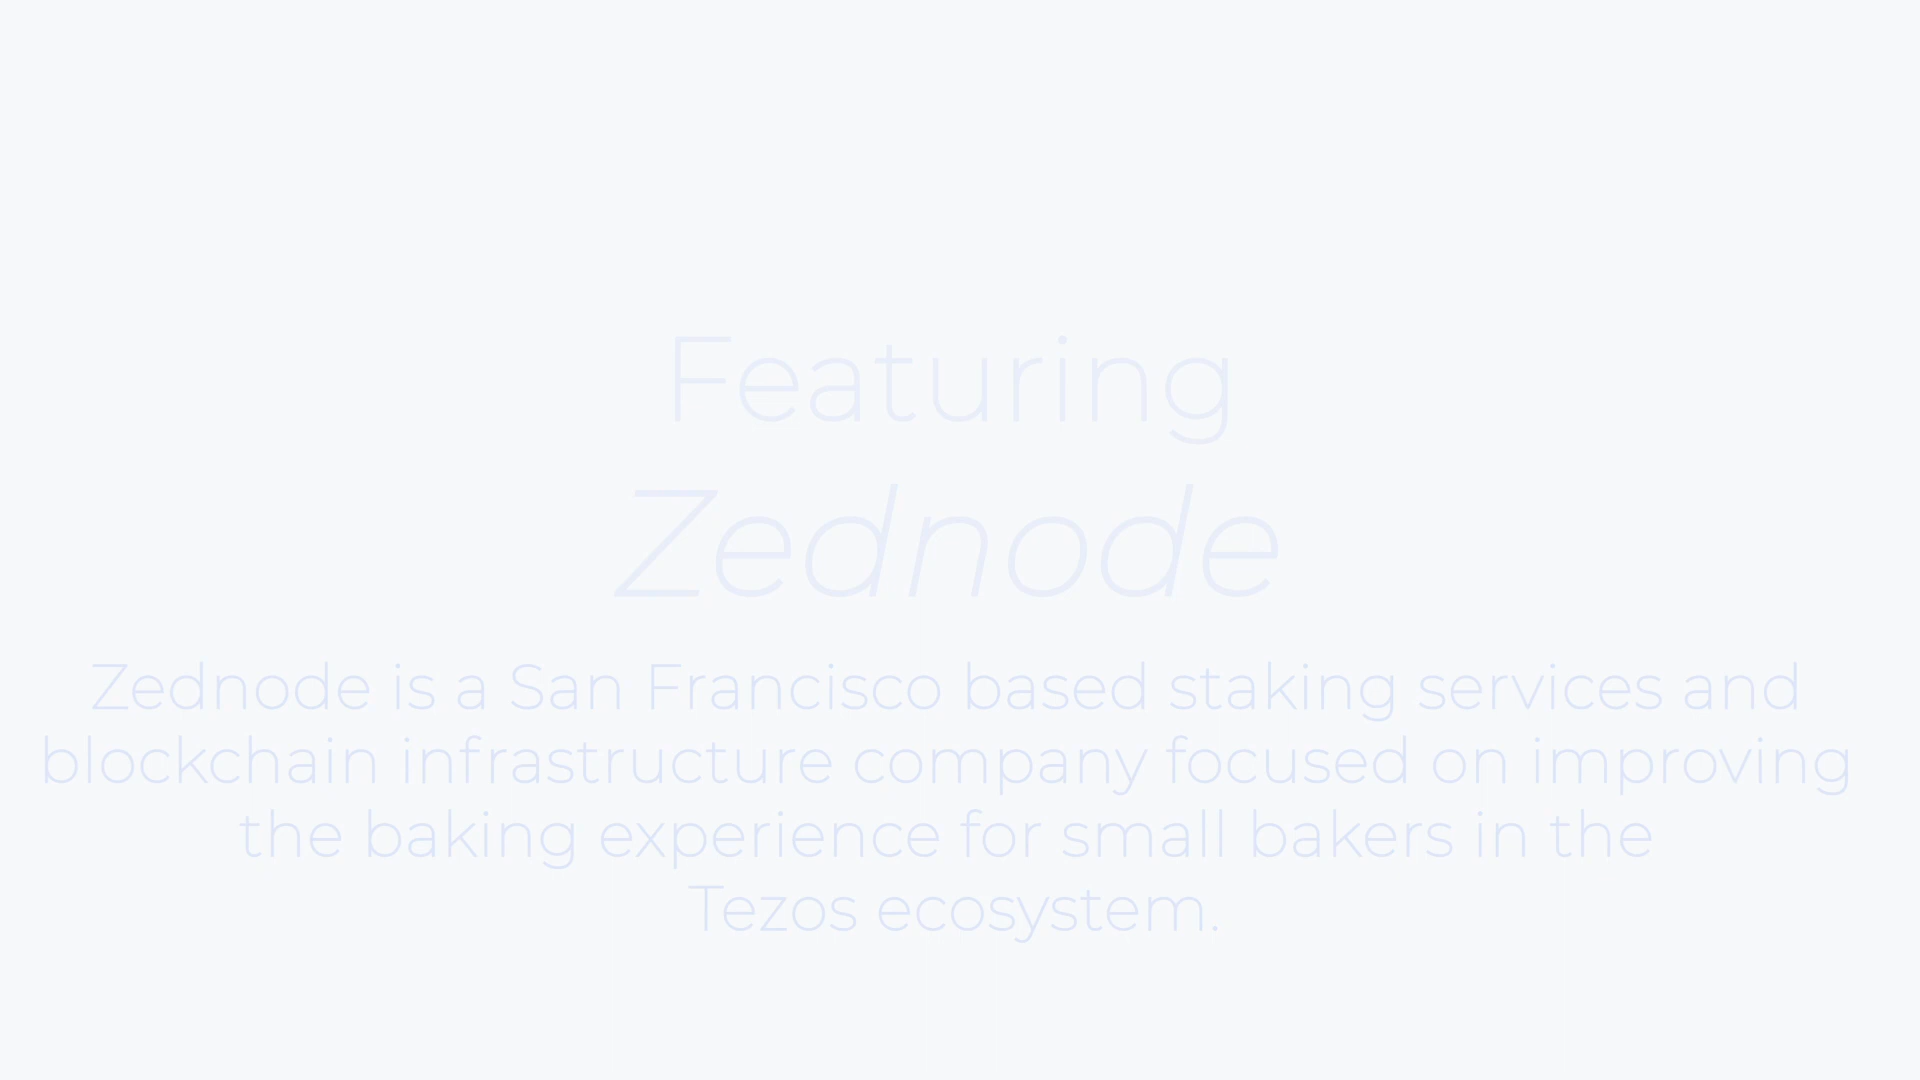 Featuring
Zednode
Zednode is a San Francisco based staking services and
blockchain infrastructure company focused on improving
the baking experience for small bakers in the
Tezos ecosystem.